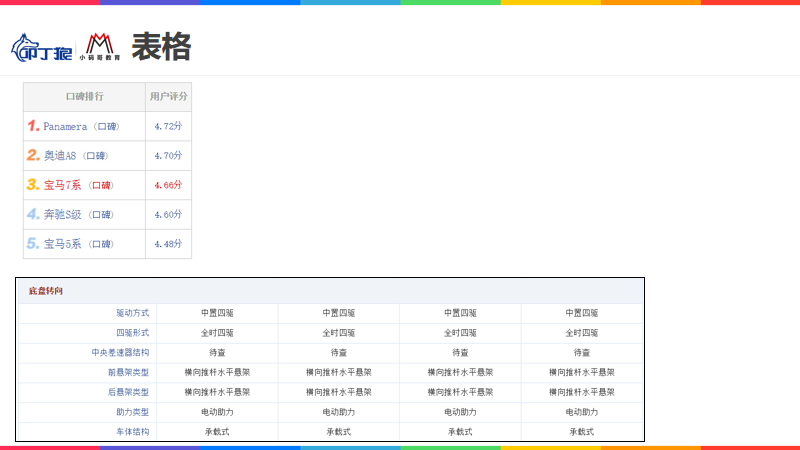 叩丁狼
小码哥教育
表格
口碑排行 用户评分
1. Panamera (口碑) 4.72分
2. 奥迪A8 (口碑) 4.70分
3. 宝马7系 (口碑) 4.66分
4. 奔驰S级 (口碑) 4.60分
5. 宝马5系 (口碑) 4.48分
底盘转向
驱动方式 中置四驱 中置四驱 中置四驱 中置四驱
四驱形式 全时四驱 全时四驱 全时四驱 全时四驱
中央差速器结构 待查 待查 待查 待查
前悬架类型 横向推杆水平悬架 横向推杆水平悬架 横向推杆水平悬架 横向推杆水平悬架
后悬架类型 横向推杆水平悬架 横向推杆水平悬架 横向推杆水平悬架 横向推杆水平悬架
助力类型 电动助力 电动助力 电动助力 电动助力
车体结构 承载式 承载式 承载式 承载式